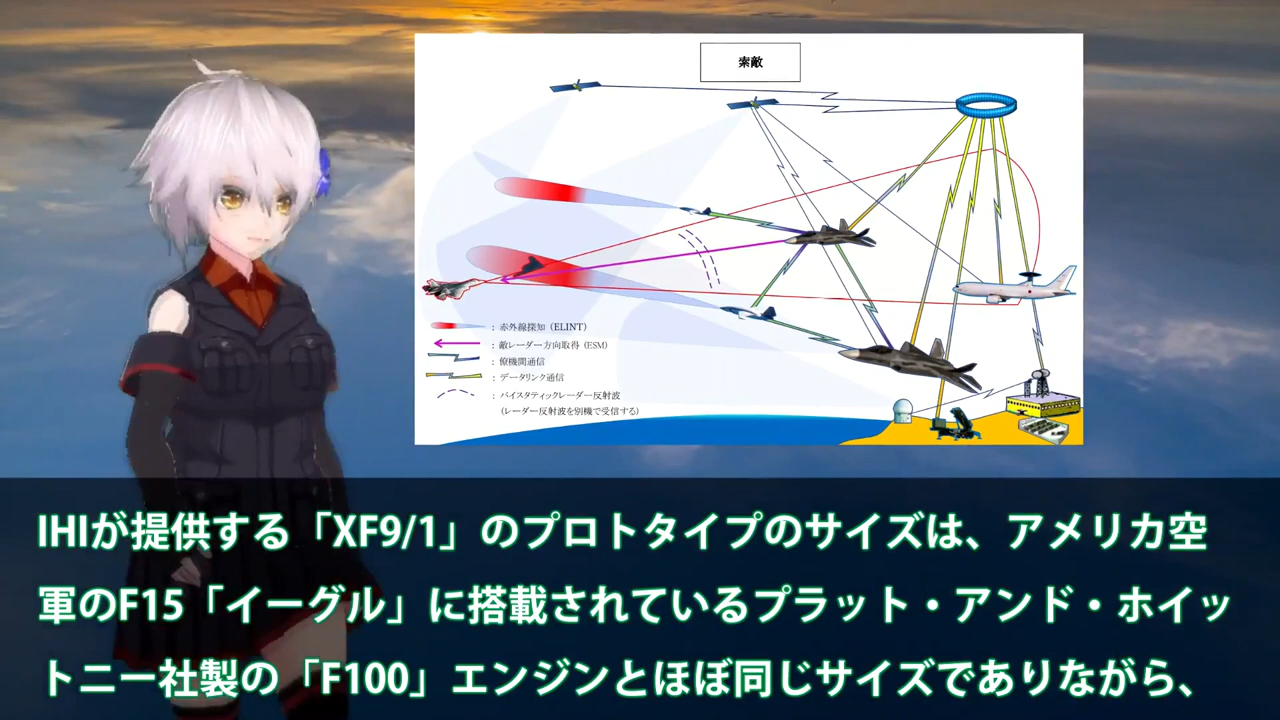 索敵
: 赤外線探知 (ELINT)
: 敵レーダー方向取得 (ESM)
: 僚機間通信
: データリンク通信
: バイスタティックレーダー反射波
(レーダー反射波を別機で受信する)
IHIが提供する「XF9/1」のプロトタイプのサイズは、アメリカ空
軍のF15「イーグル」に搭載されているプラット・アンド・ホイッ
トニー社製の「F100」エンジンとほぼ同じサイズでありながら、